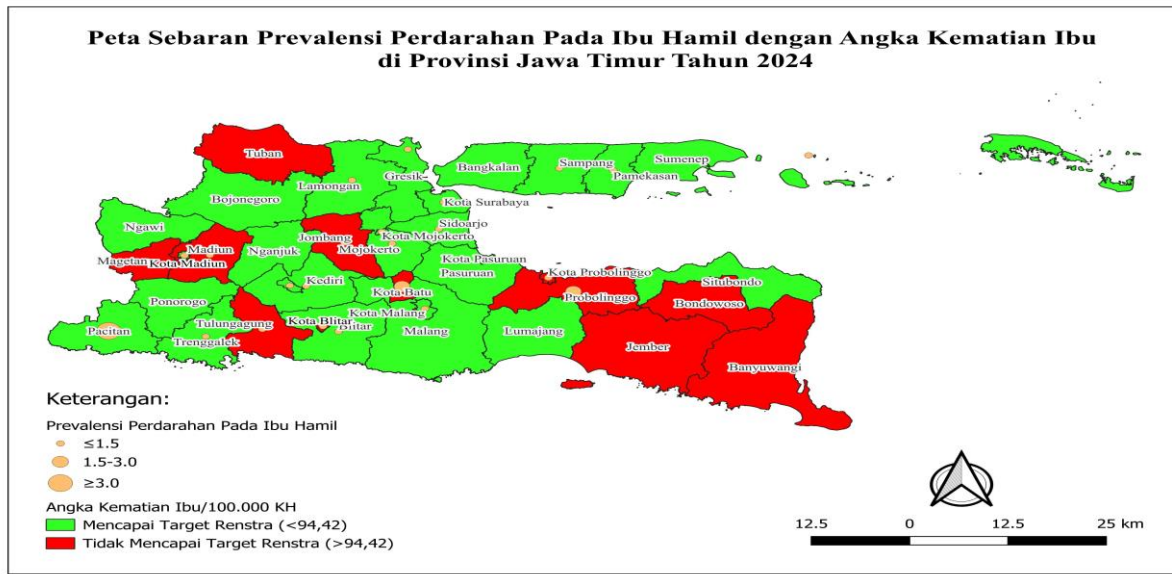 Peta Sebaran Prevalensi Perdarahan Pada Ibu Hamil dengan Angka Kematian Ibu
di Provinsi Jawa Timur Tahun 2024
Tuban
Bangkalan
Sampang
Sumenep
Pamekasan
Gresik
Lamongan
Bojonegoro
Kota Surabaya
Ngawi
Sidoarjo
Kota Mojokerto
Jombang
Mojokerto
Madiun
Nganjuk
Magetan
Kota Madiun
Kota Pasuruan
Pasuruan
Kota Probolinggo
Kediri
Kota Batu
Situbondo
Probolinggo
Bondowoso
Ponorogo
Kota Malang
Tulungagung
Kota Blitar
Blitar
Pacitan
Malang
Lumajang
Trenggalek
Jember
Banyuwangi
Keterangan:
Prevalensi Perdarahan Pada Ibu Hamil
≤1.5
1.5-3.0
≥3.0
Angka Kematian Ibu/100.000 KH
Mencapai Target Renstra (<94,42)
Tidak Mencapai Target Renstra (>94,42)
12.5 0 12.5 25 km